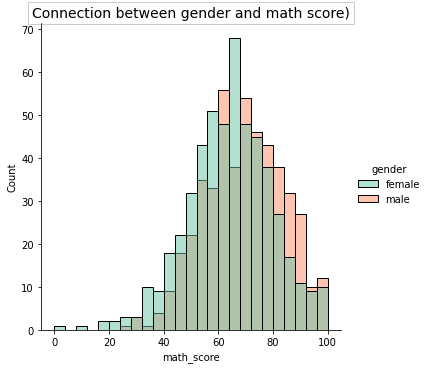 Connection between gender and math score)
70
60
50
40
30
20
10
0
Count
0
20
40
60
80
100
math_score
gender
female
male